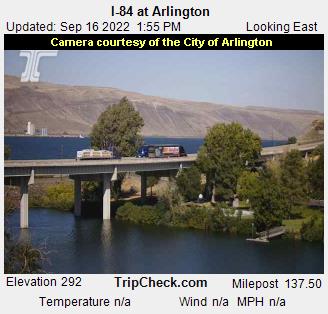 I-84 at Arlington
Updated: Sep 16 2022 1:55 PM Looking East
Camera courtesy of the City of Arlington
Elevation 292 TripCheck.com Milepost 137.50
Temperature n/a Wind n/a MPH n/a